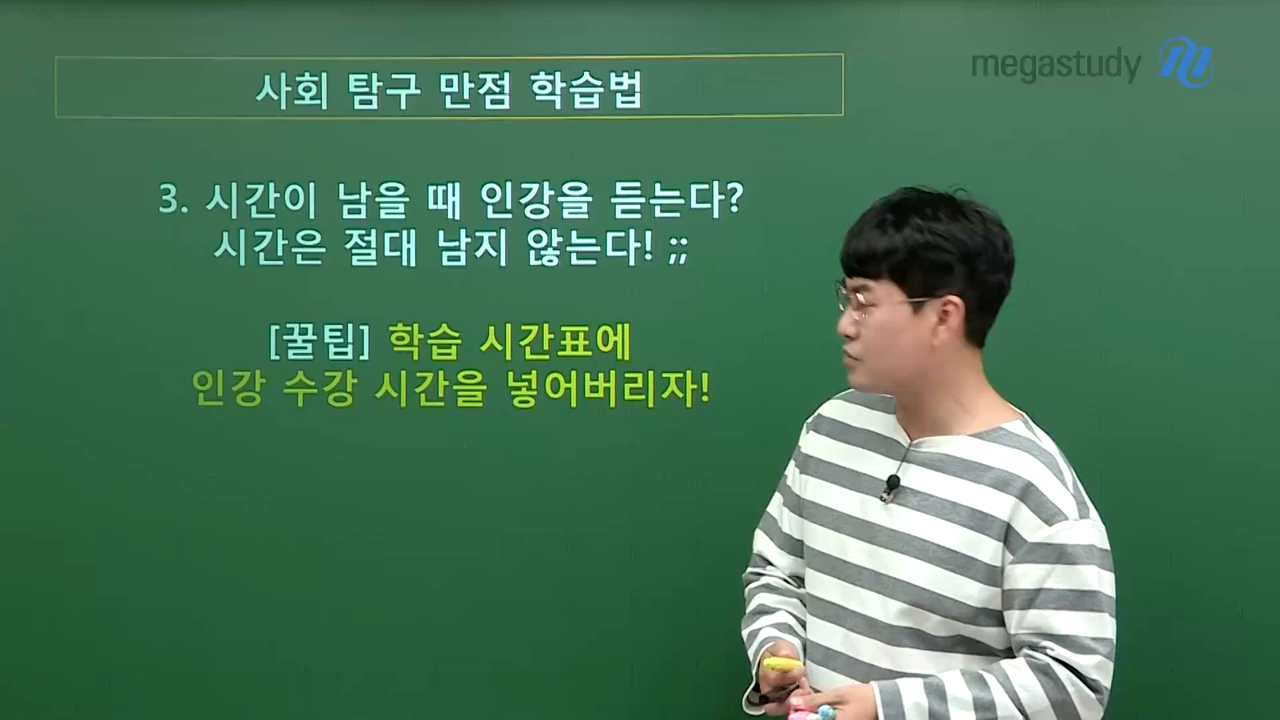 megastudy
사회 탐구 만점 학습법
3. 시간이 남을 때 인강을 듣는다?
시간은 절대 남지 않는다! ;;
[꿀팁] 학습 시간표에
인강 수강 시간을 넣어버리자!